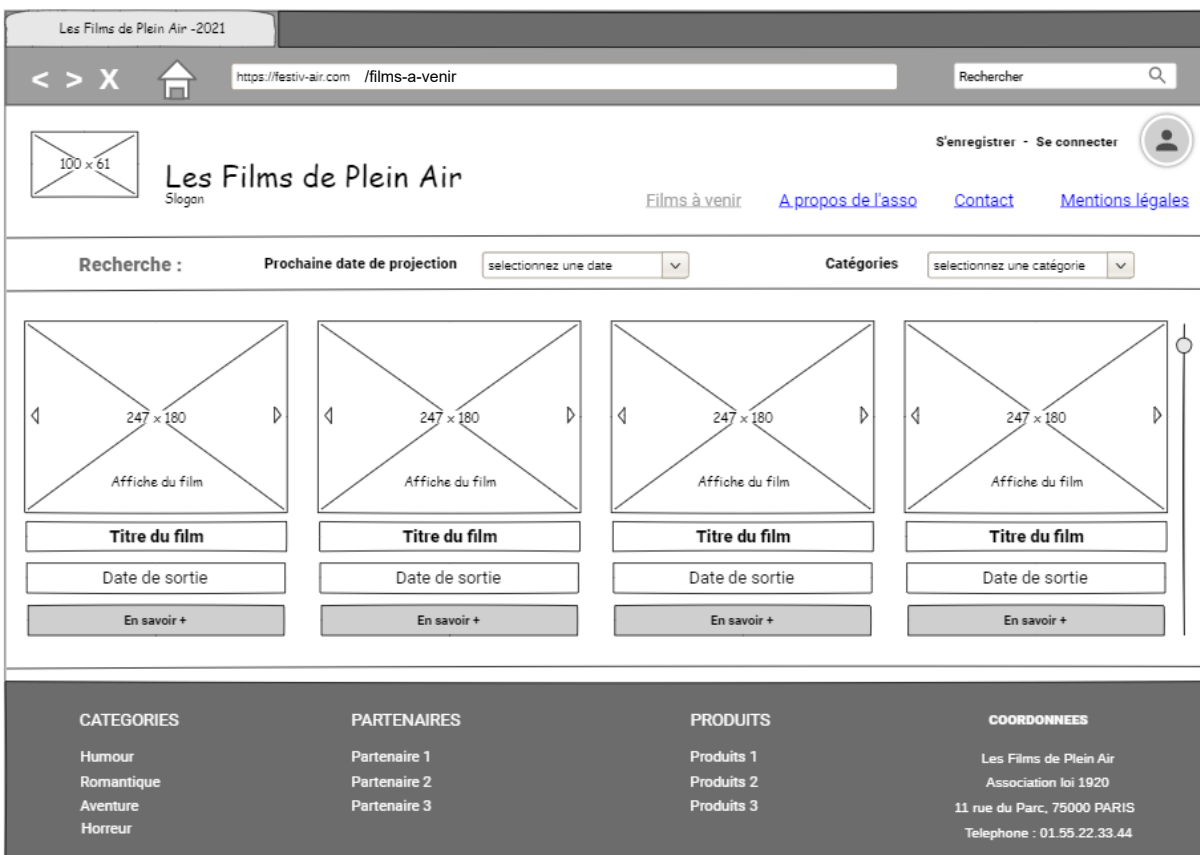 Les Films de Plein Air -2021
< > X
https://festiv-air.com /films-a-venir
Rechercher
100 x 61
S'enregistrer - Se connecter
Les Films de Plein Air
Slogan
Films à venir A propos de l'asso Contact Mentions légales
Recherche : Prochaine date de projection selectionnez une date Catégories selectionnez une catégorie
247 x 180 247 x 180 247 x 180 247 x 180
Affiche du film Affiche du film Affiche du film Affiche du film
Titre du film Titre du film Titre du film Titre du film
Date de sortie Date de sortie Date de sortie Date de sortie
En savoir + En savoir + En savoir + En savoir +
CATEGORIES
Humour
Romantique
Aventure
Horreur
PARTENAIRES
Partenaire 1
Partenaire 2
Partenaire 3
PRODUITS
Produits 1
Produits 2
Produits 3
COORDONNEES
Les Films de Plein Air
Association loi 1920
11 rue du Parc, 75000 PARIS
Telephone : 01.55.22.33.44